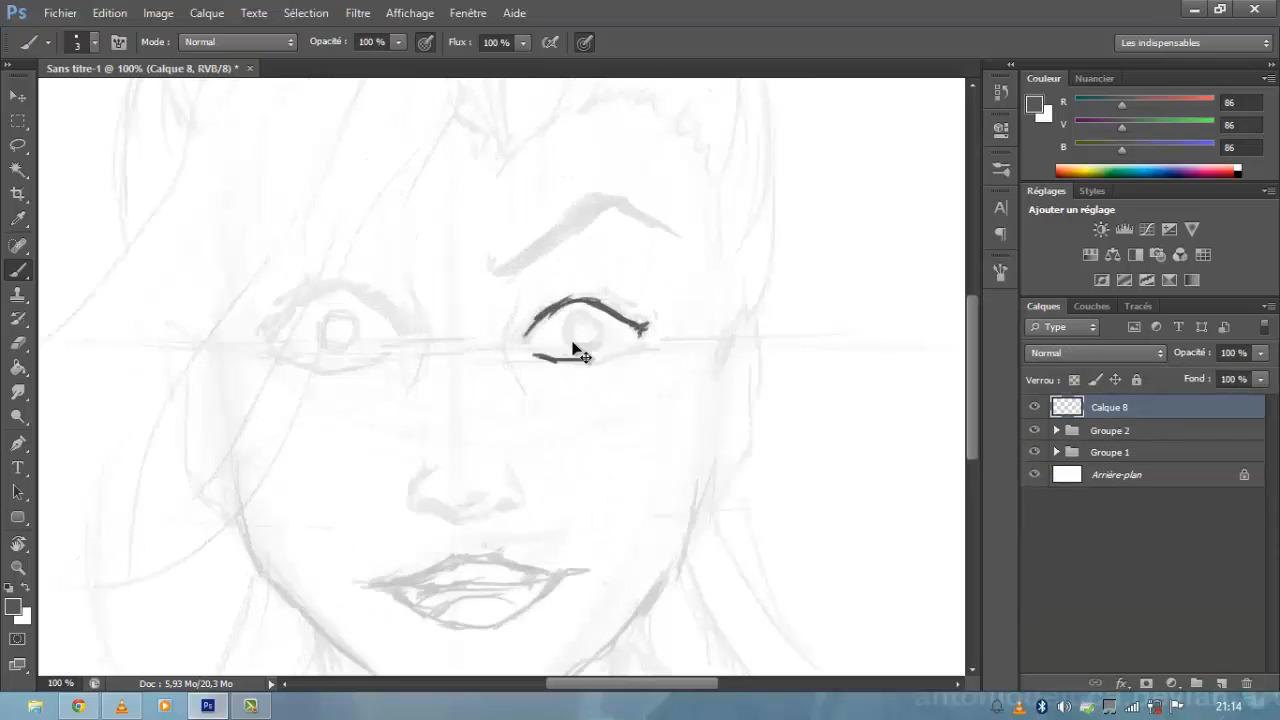 Ps Fichier Edition Image Calque Texte Sélection Filtre Affichage Fenêtre Aide
3 Mode : Normal Opacité : 100 % Flux : 100 % Les indispensables
Sans titre-1 @ 100% (Calque 8, RVB/8) * ×
Couleur Nuancier
R 86
V 86
B 86
Réglages Styles
Ajouter un réglage
Calques Couches Tracés
Type
Normal Opacité : 100 %
Verrou : Fond : 100 %
Calque 8
Groupe 2
Groupe 1
Arrière-plan
100 % Doc : 5,93 Mo/20,3 Mo
21:14